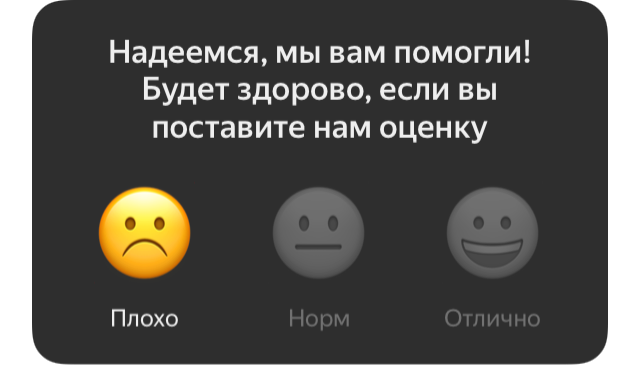 Надеемся, мы вам помогли!
Будет здорово, если вы
поставите нам оценку
Плохо
Норм
Отлично